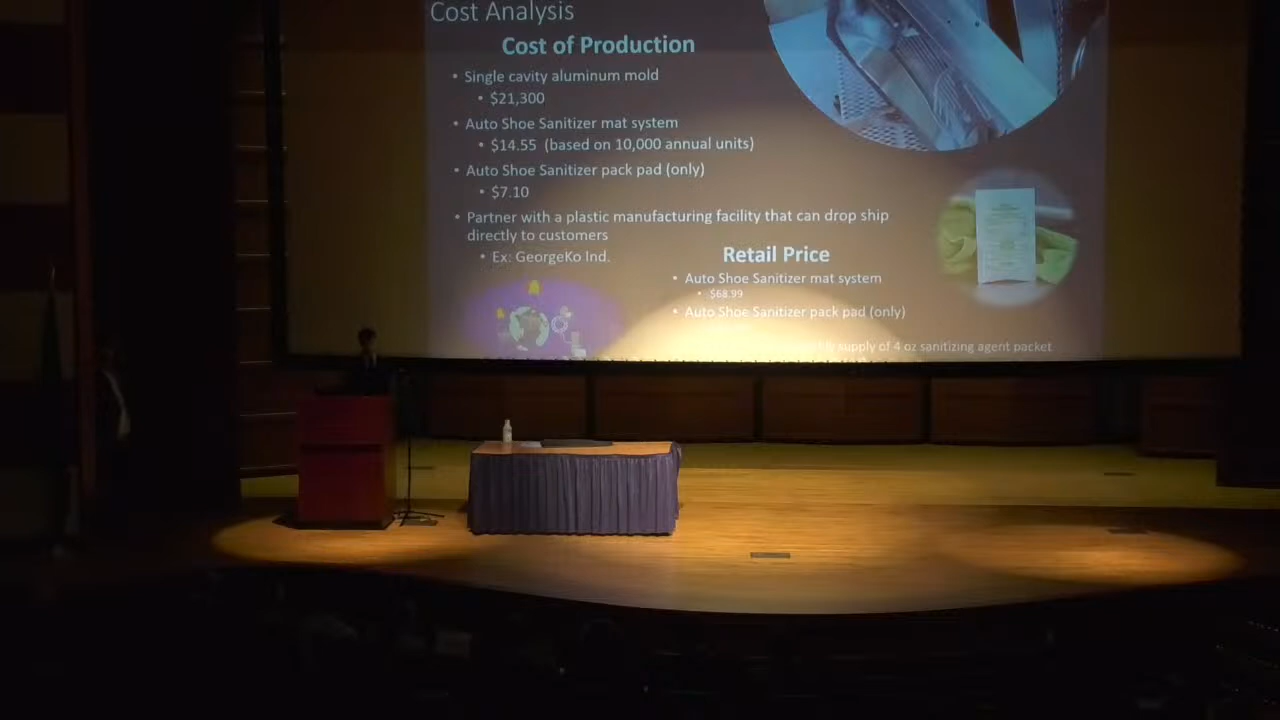 Cost Analysis
Cost of Production
• Single cavity aluminum mold
• $21,300
• Auto Shoe Sanitizer mat system
• $14.55 (based on 10,000 annual units)
• Auto Shoe Sanitizer pack pad (only)
• $7.10
• Partner with a plastic manufacturing facility that can drop ship
directly to customers
• Ex: GeorgeKo Ind.
Retail Price
• Auto Shoe Sanitizer mat system
• $68.99
• Auto Shoe Sanitizer pack pad (only)
supply of 4 oz sanitizing agent packet